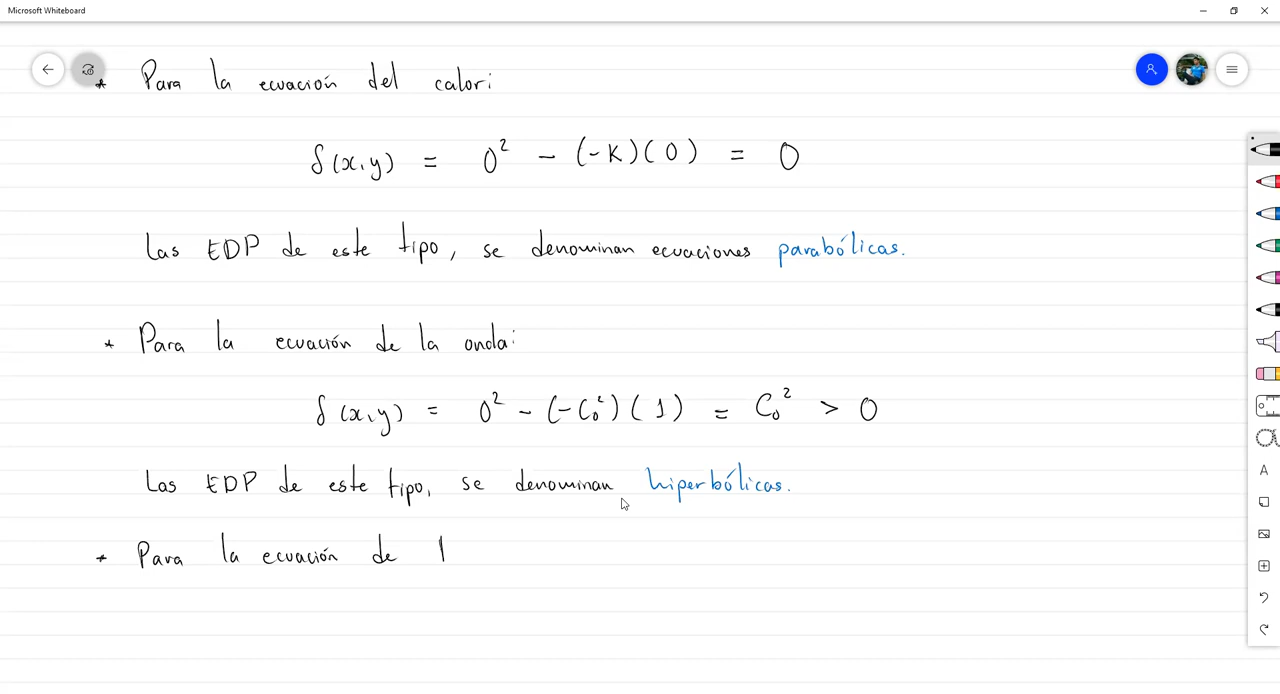 Microsoft Whiteboard
* Para la ecuación del calor:
δ(x,y) = 0² - (-K)(0) = 0
Las EDP de este tipo, se denominan ecuaciones parabólicas.
* Para la ecuación de la onda:
δ(x,y) = 0² - (-C₀²)(1) = C₀² > 0
Las EDP de este tipo, se denominan hiperbólicas.
* Para la ecuación de l